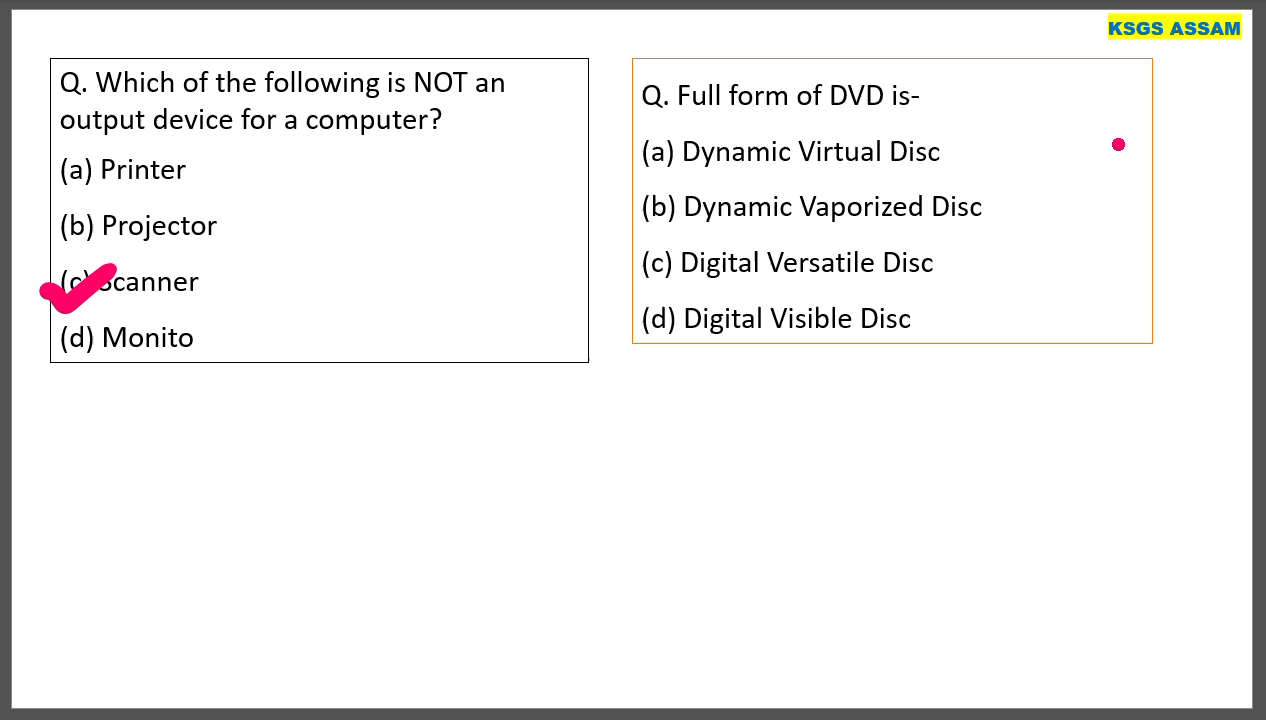 KSGS ASSAM
Q. Which of the following is NOT an
output device for a computer?
(a) Printer
(b) Projector
(c) Scanner
(d) Monito
Q. Full form of DVD is-
(a) Dynamic Virtual Disc
(b) Dynamic Vaporized Disc
(c) Digital Versatile Disc
(d) Digital Visible Disc